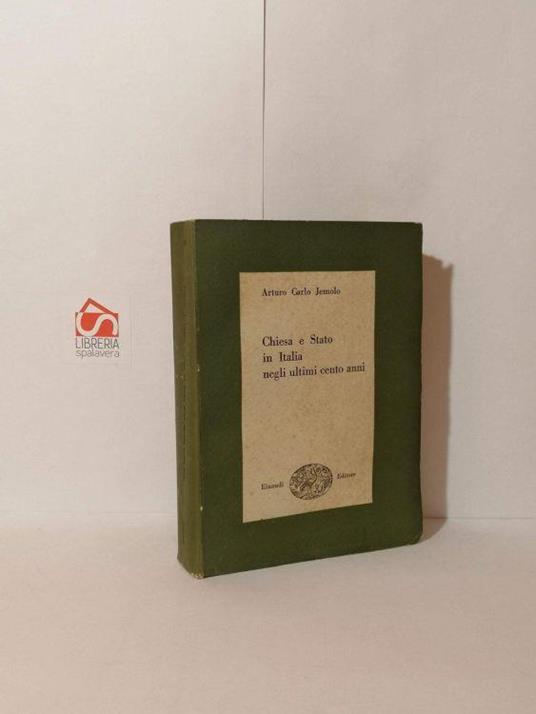 Arturo Carlo Jemolo
Chiesa e Stato
in Italia
negli ultimi cento anni
Einaudi Editore
LIBRERIA
spalavera